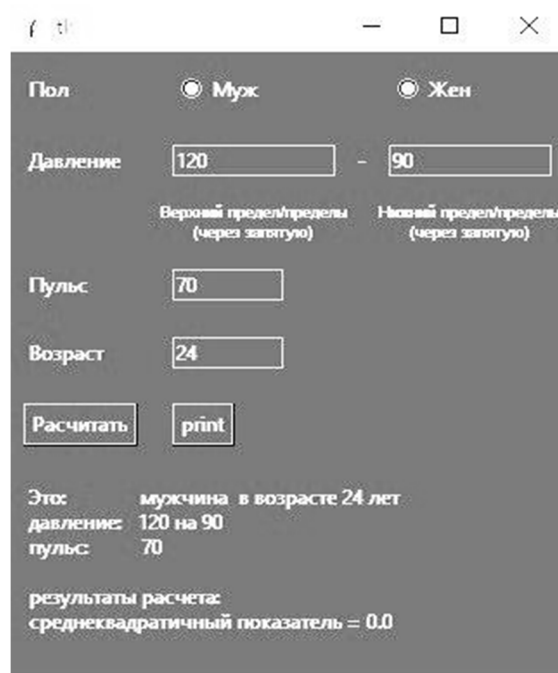 Пол Муж Жен
Давление 120 - 90
Верхний предел/пределы Нижний предел/пределы
(через запятую) (через запятую)
Пульс 70
Возраст 24
Расчитать print
Это: мужчина в возрасте 24 лет
давление: 120 на 90
пульс: 70
результаты расчета:
среднеквадратичный показатель = 0.0